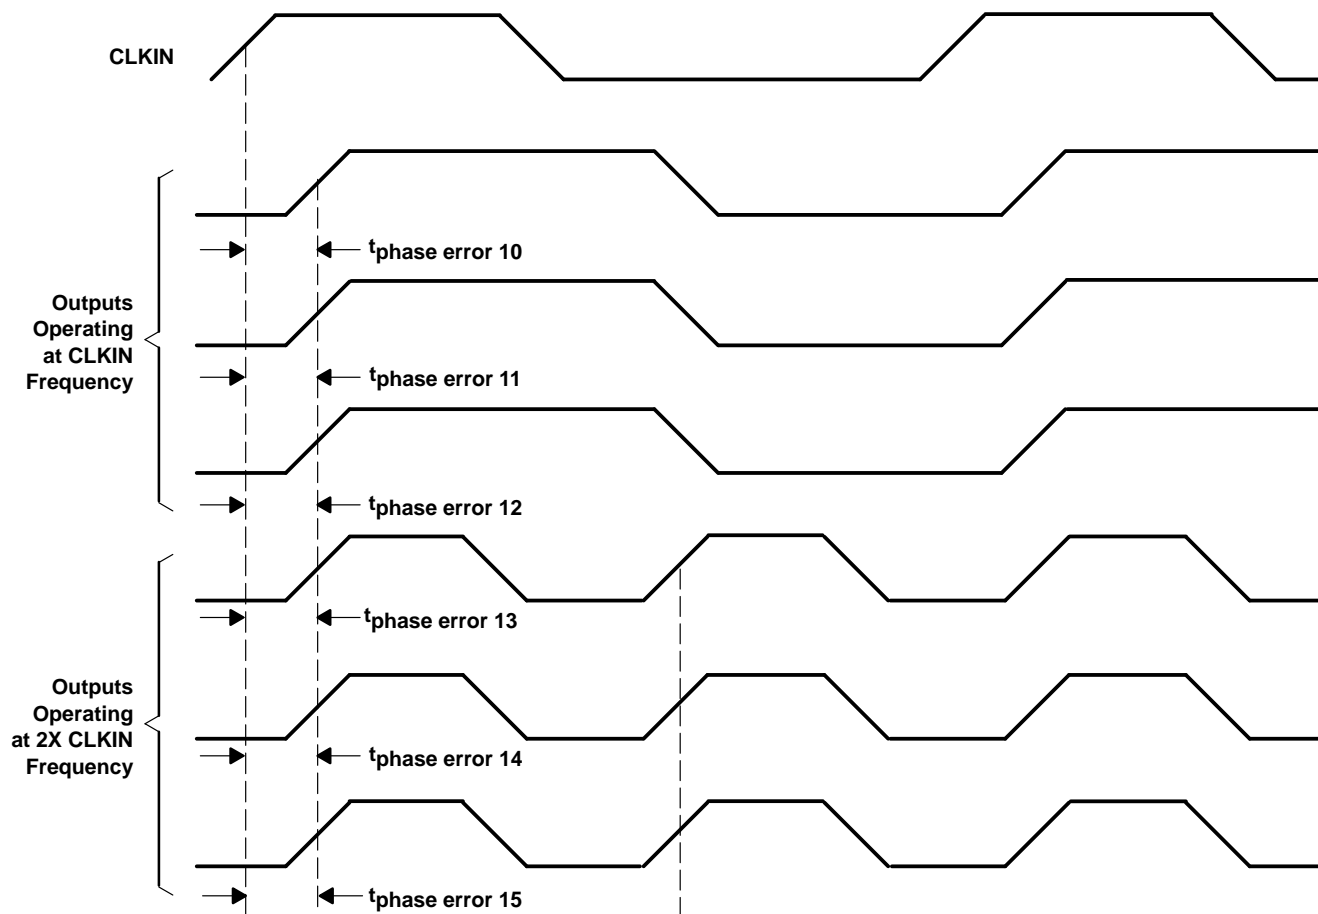 CLKIN
tphase error 10
Outputs
Operating
at CLKIN
Frequency
tphase error 11
tphase error 12
tphase error 13
Outputs
Operating
at 2X CLKIN
Frequency
tphase error 14
tphase error 15